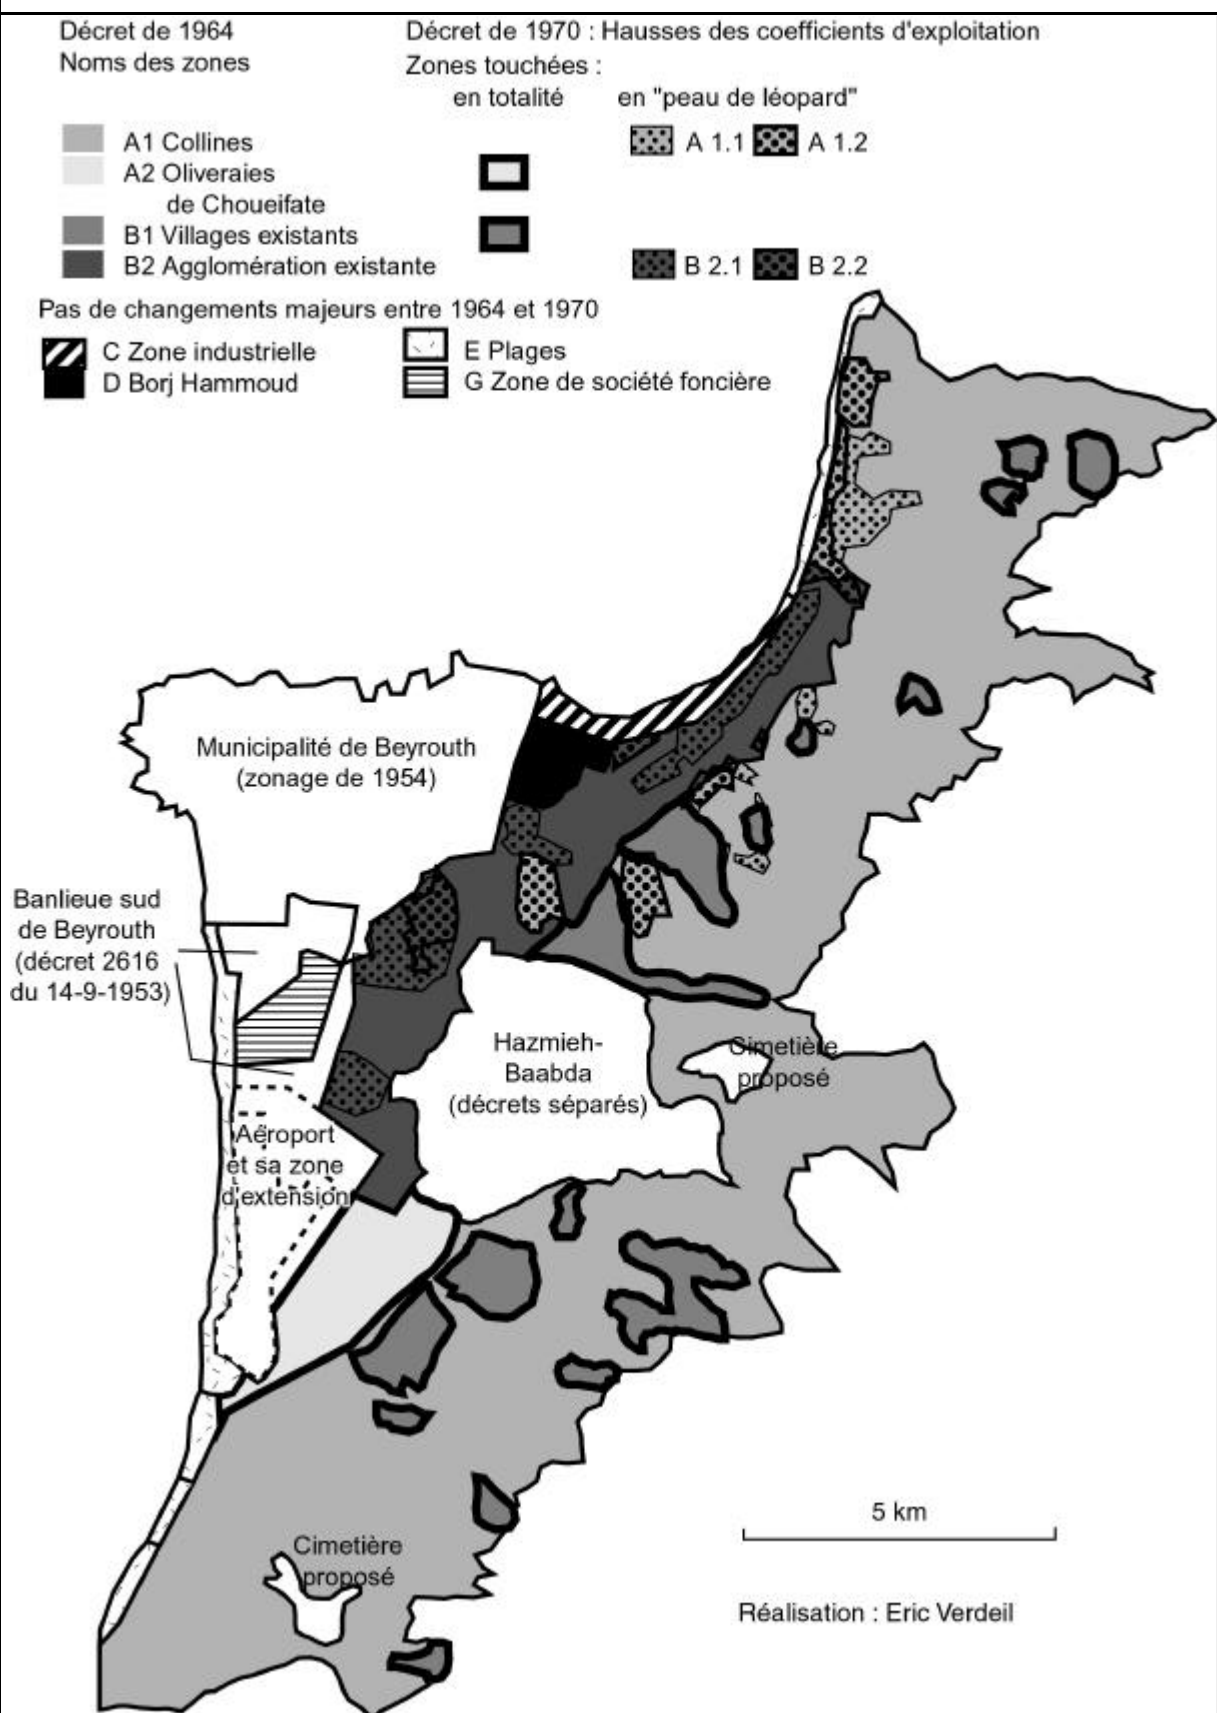 Décret de 1964
Noms des zones
Décret de 1970 : Hausses des coefficients d'exploitation
Zones touchées :
en totalité
en "peau de léopard"
A1 Collines
A 1.1
A 1.2
A2 Oliveraies
de Choueifate
B1 Villages existants
B2 Agglomération existante
B 2.1
B 2.2
Pas de changements majeurs entre 1964 et 1970
C Zone industrielle
E Plages
D Borj Hammoud
G Zone de société foncière
Municipalité de Beyrouth
(zonage de 1954)
Banlieue sud
de Beyrouth
(décret 2616
du 14-9-1953)
Hazmieh-
Baabda
(décrets séparés)
Cimetière
proposé
Aéroport
et sa zone
d'extension
5 km
Cimetière
proposé
Réalisation : Eric Verdeil